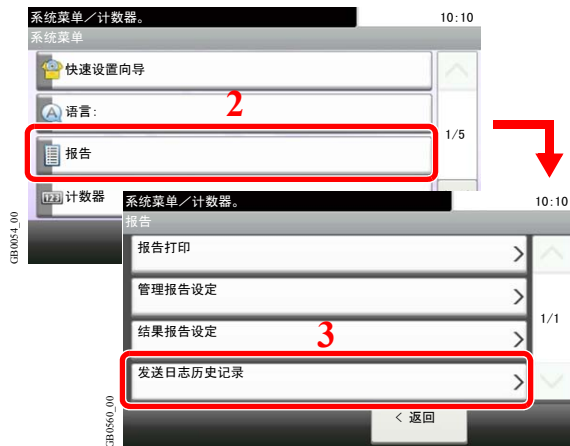 系统菜单／计数器。 10:10
系统菜单
快速设置向导
语言:
2
报告
1/5
计数器
GB0054_00
系统菜单／计数器。 10:10
报告
报告打印
管理报告设定
1/1
结果报告设定
3
发送日志历史记录
< 返回
GB0560_00